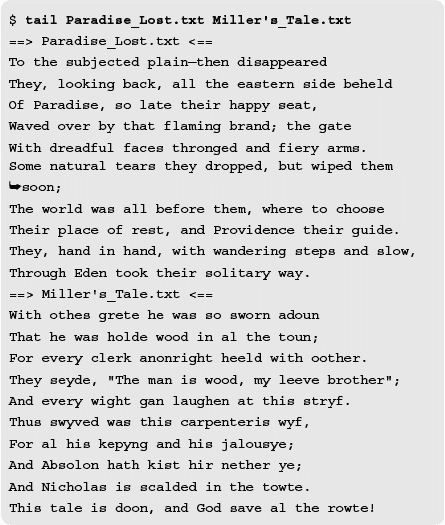 $ tail Paradise_Lost.txt Miller's_Tale.txt
==> Paradise_Lost.txt <==
To the subjected plain—then disappeared
They, looking back, all the eastern side beheld
Of Paradise, so late their happy seat,
Waved over by that flaming brand; the gate
With dreadful faces thronged and fiery arms.
Some natural tears they dropped, but wiped them
➥soon;
The world was all before them, where to choose
Their place of rest, and Providence their guide.
They, hand in hand, with wandering steps and slow,
Through Eden took their solitary way.
==> Miller's_Tale.txt <==
With othes grete he was so sworn adoun
That he was holde wood in al the toun;
For every clerk anonright heeld with oother.
They seyde, "The man is wood, my leeve brother";
And every wight gan laughen at this stryf.
Thus swyved was this carpenteris wyf,
For al his kepyng and his jalousye;
And Absolon hath kist hir nether ye;
And Nicholas is scalded in the towte.
This tale is doon, and God save al the rowte!